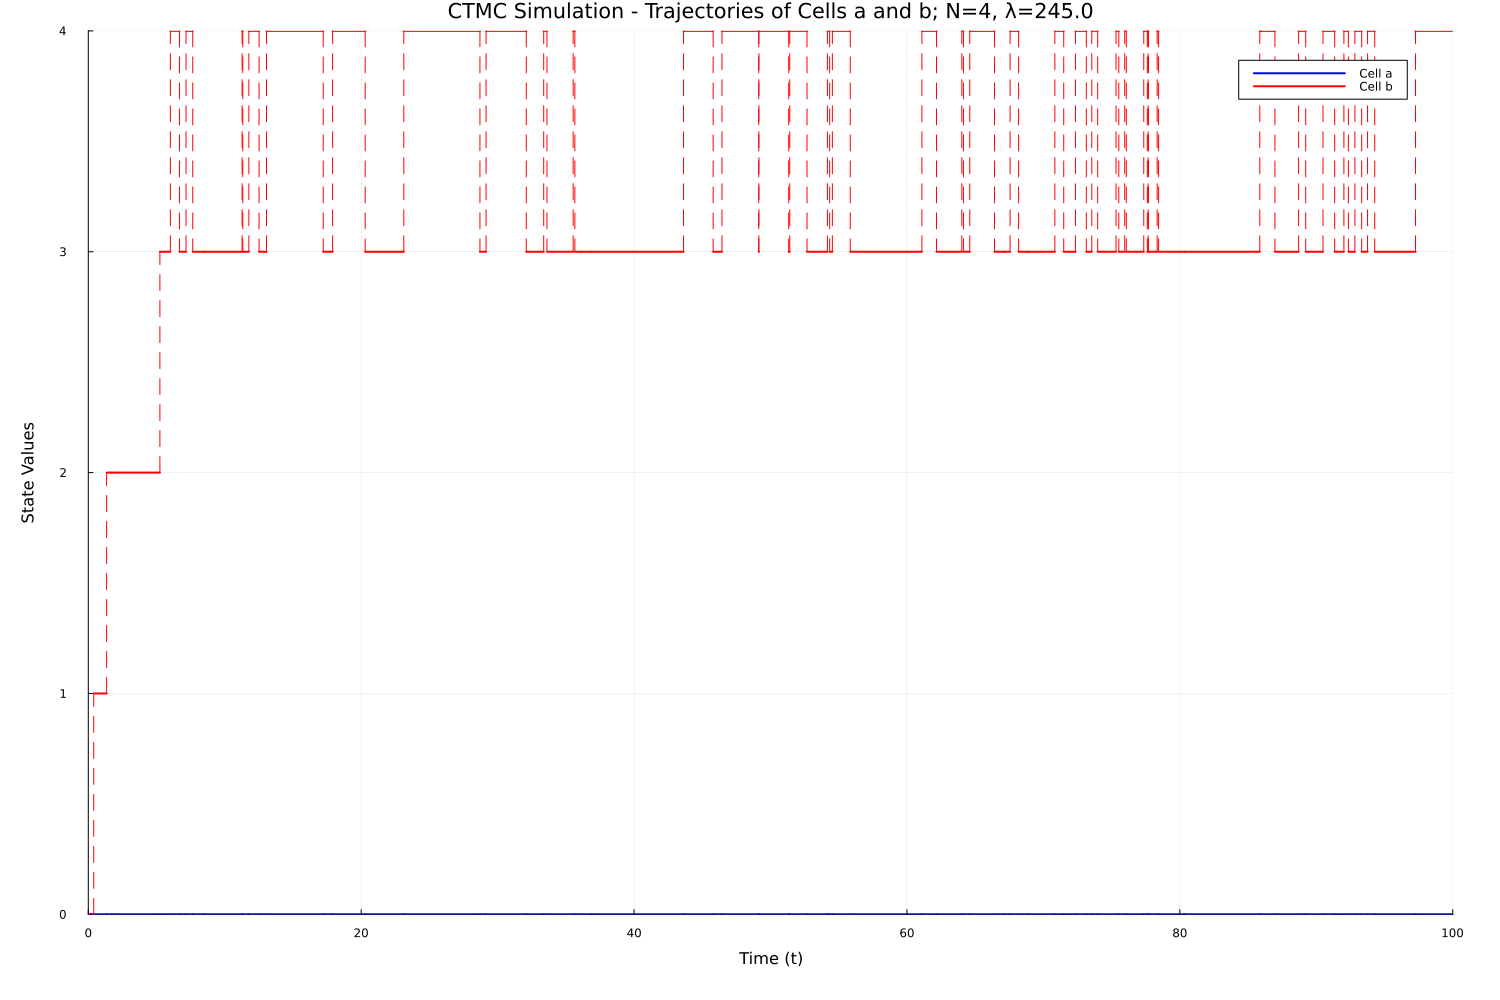 CTMC Simulation - Trajectories of Cells a and b; N=4, λ=245.0
4
Cell a
Cell b
3
State Values
2
1
0
0 20 40 60 80 100
Time (t)